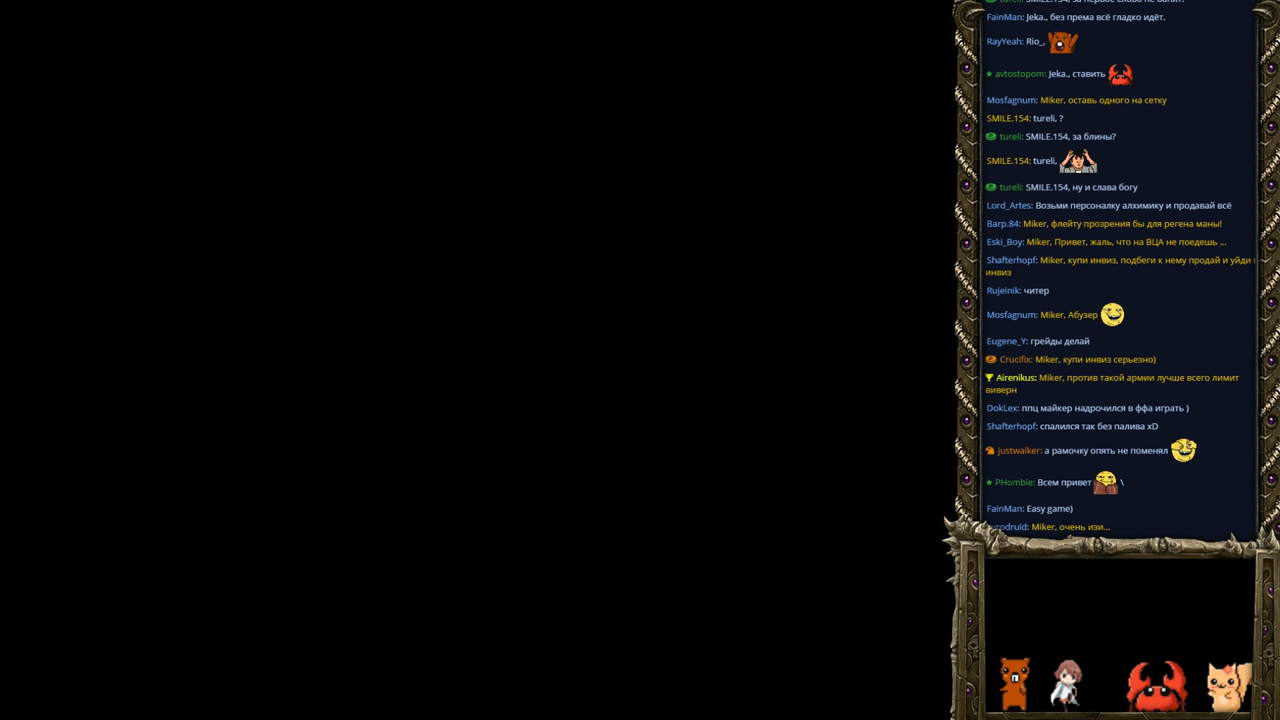 FainMan: Jeka., без према всё гладко идёт.
RayYeah: Rio_,
avtostopom: Jeka., ставить
Mosfagnum: Miker, оставь одного на сетку
SMILE.154: tureli, ?
tureli: SMILE.154, за блины?
SMILE.154: tureli,
tureli: SMILE.154, ну и слава богу
Lord_Artes: Возьми персоналку алхимику и продавай всё
Barp.84: Miker, флейту прозрения бы для регена маны!
Eski_Boy: Miker, Привет, жаль, что на ВЦА не поедешь ...
Shafterhopf: Miker, купи инвиз, подбеги к нему продай и уйди
инвиз
Rujeinik: читер
Mosfagnum: Miker, Абузер
Eugene_Y: грейды делай
Crucifix: Miker, купи инвиз серьезно)
Airenikus: Miker, против такой армии лучше всего лимит
виверн
DokLex: ппц майкер надрочился в ффа играть )
Shafterhopf: спалился так без палива xD
justwalker: а рамочку опять не поменял
PHombie: Всем привет \
FainMan: Easy game)
Miker, очень изи...